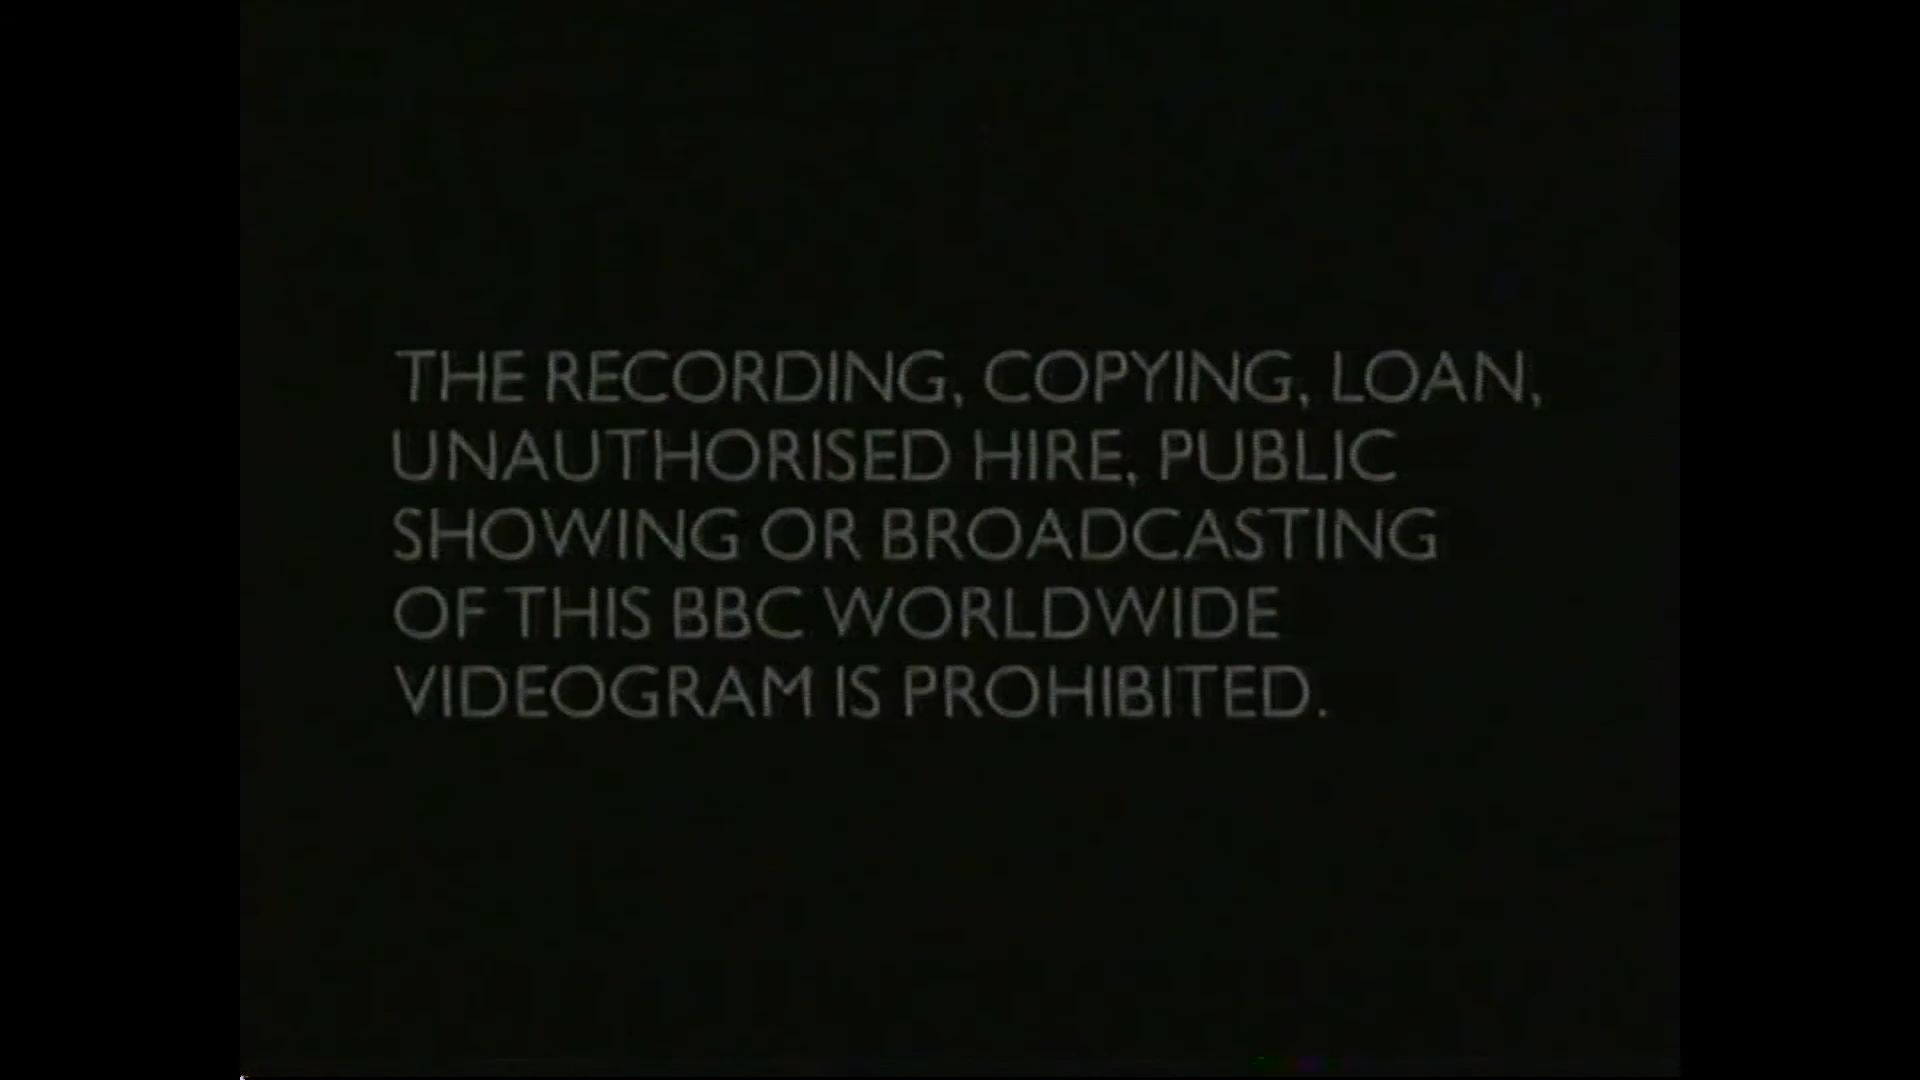 THE RECORDING, COPYING, LOAN,
UNAUTHORISED HIRE, PUBLIC
SHOWING OR BROADCASTING
OF THIS BBC WORLDWIDE
VIDEOGRAM IS PROHIBITED.